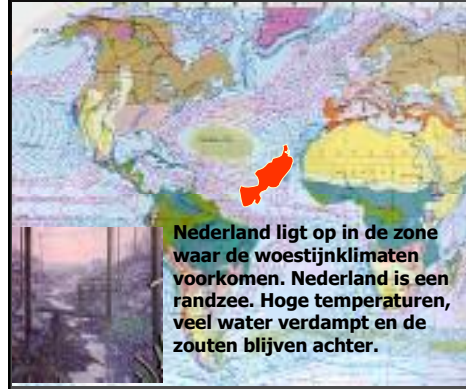 Nederland ligt op in de zone
waar de woestijnklimaten
voorkomen. Nederland is een
randzee. Hoge temperaturen,
veel water verdampt en de
zouten blijven achter.